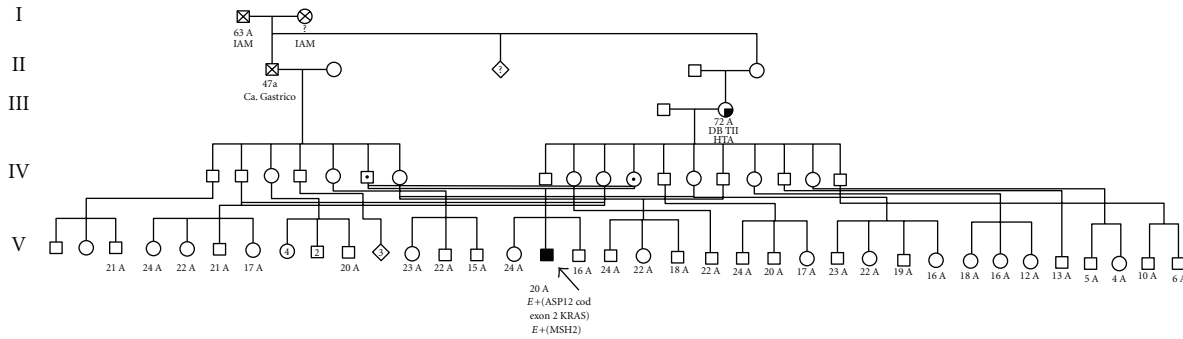 I
63 A
IAM
?
IAM
II
47a
Ca. Gastrico
?
III
72 A
DB TII
HTA
IV
V
21 A
24 A
22 A
21 A
17 A
4
2
20 A
3
23 A
22 A
15 A
24 A
20 A
E+(ASP12 cod
exon 2 KRAS)
E+(MSH2)
16 A
24 A
22 A
18 A
22 A
24 A
20 A
17 A
23 A
22 A
19 A
16 A
18 A
16 A
12 A
13 A
5 A
4 A
10 A
6 A